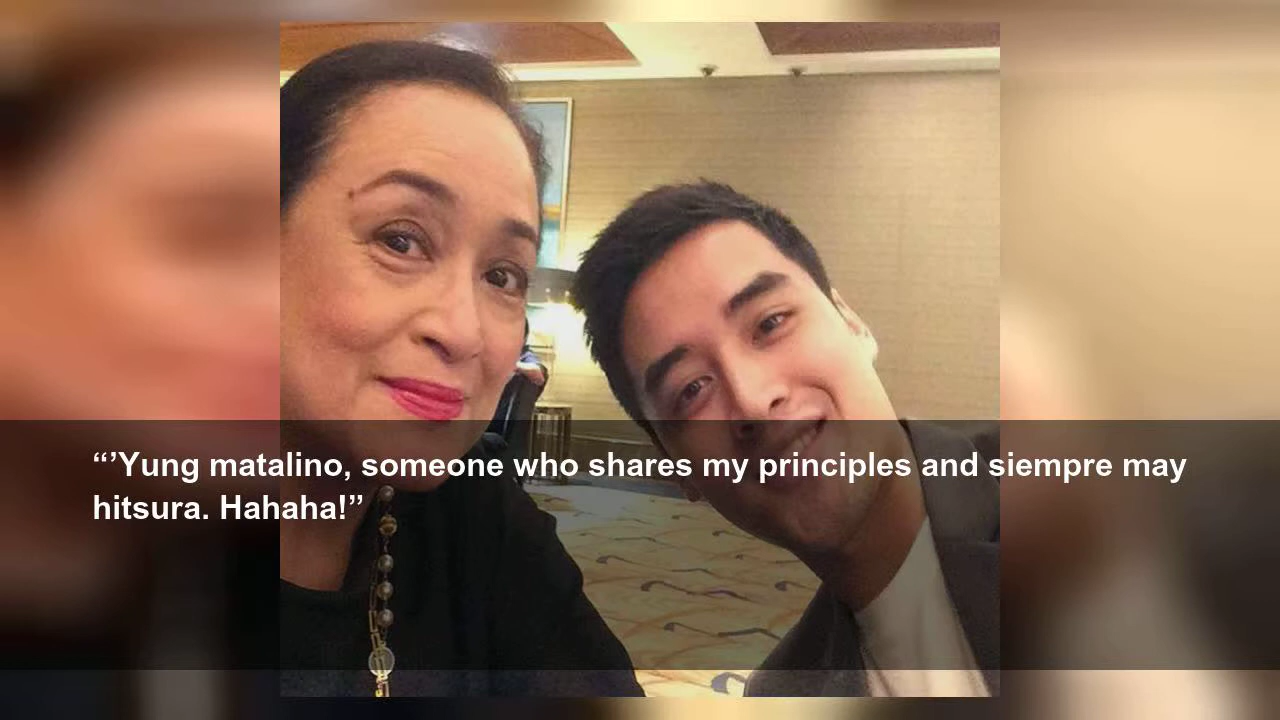 “’Yung matalino, someone who shares my principles and siempre may
hitsura. Hahaha!”